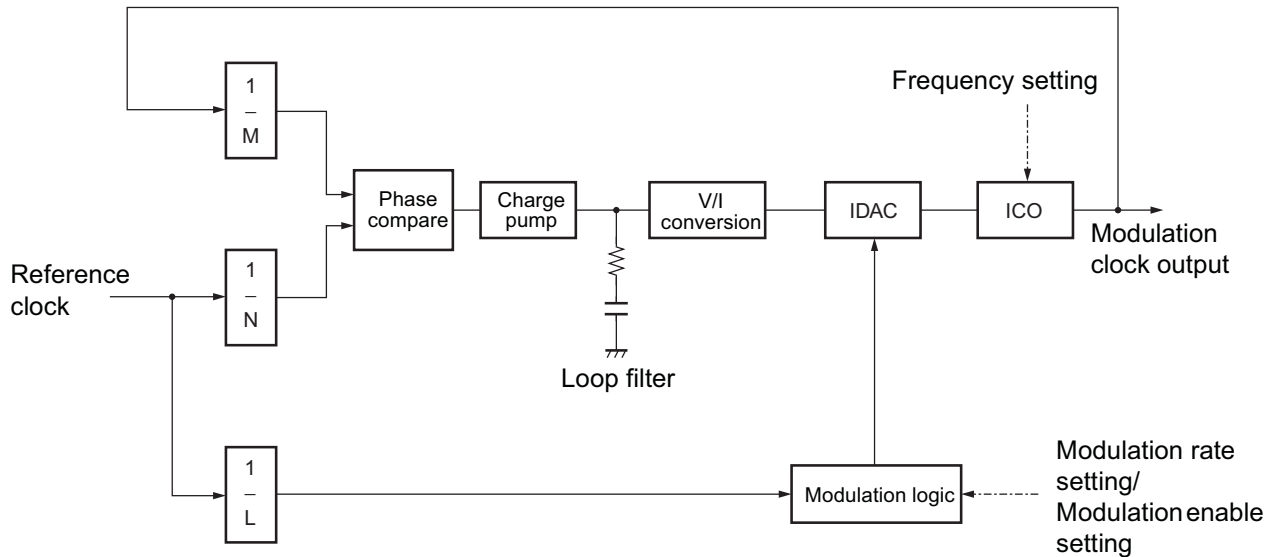 1
M
Frequency setting
Phase
compare
Charge
pump
V/I
conversion
IDAC
ICO
Modulation
clock output
Reference
clock
1
N
Loop filter
1
L
Modulation logic
Modulation rate
setting/
Modulation enable
setting